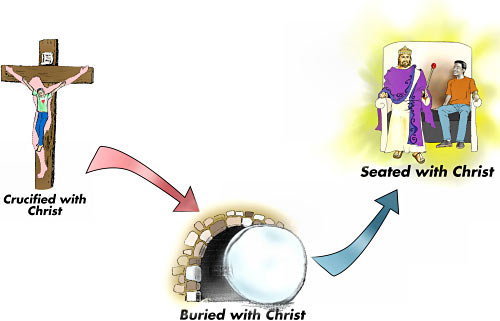 Crucified with
Christ
Buried with Christ
Seated with Christ